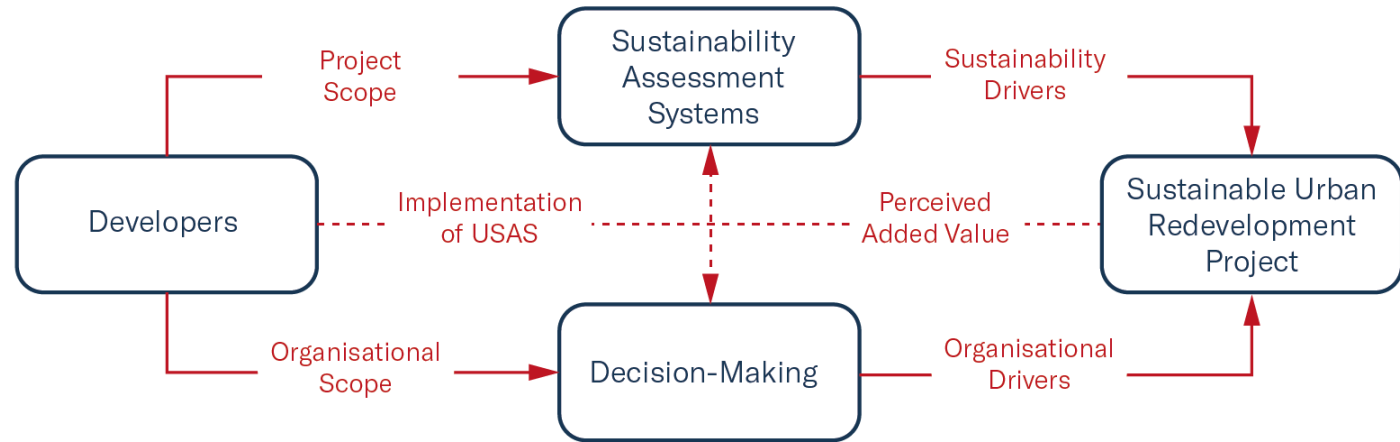 Project
Scope
Sustainability
Assessment
Systems
Sustainability
Drivers
Developers
Implementation
of USAS
Perceived
Added Value
Sustainable Urban
Redevelopment
Project
Organisational
Scope
Decision-Making
Organisational
Drivers